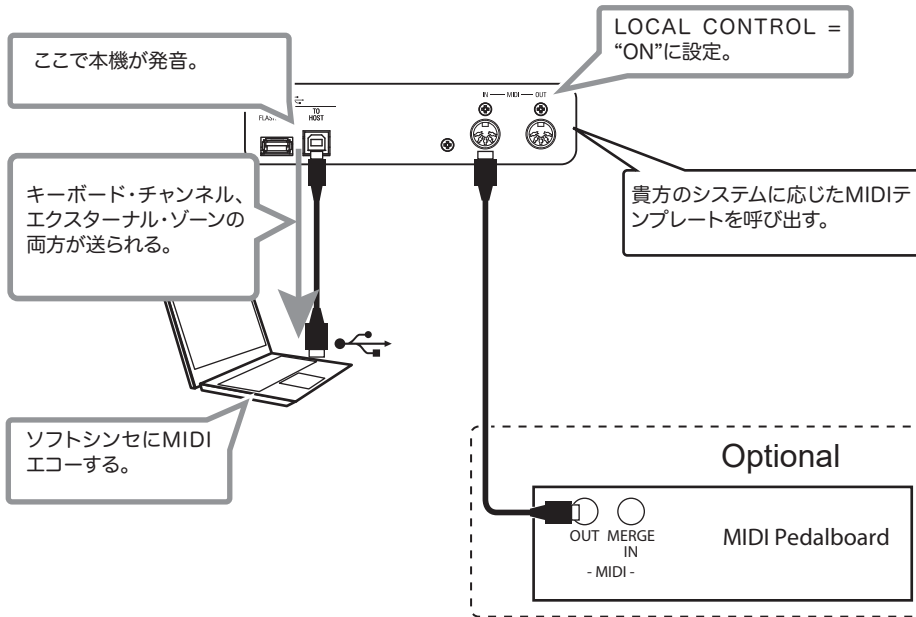 LOCAL CONTROL =
“ON”に設定。
ここで本機が発音。
IN — MIDI — OUT
TO
HOST
キーボード・チャンネル、
エクスターナル・ゾーンの
両方が送られる。
貴方のシステムに応じたMIDIテ
ンプレートを呼び出す。
ソフトシンセにMIDI
エコーする。
Optional
OUT MERGE
IN
- MIDI -
MIDI Pedalboard